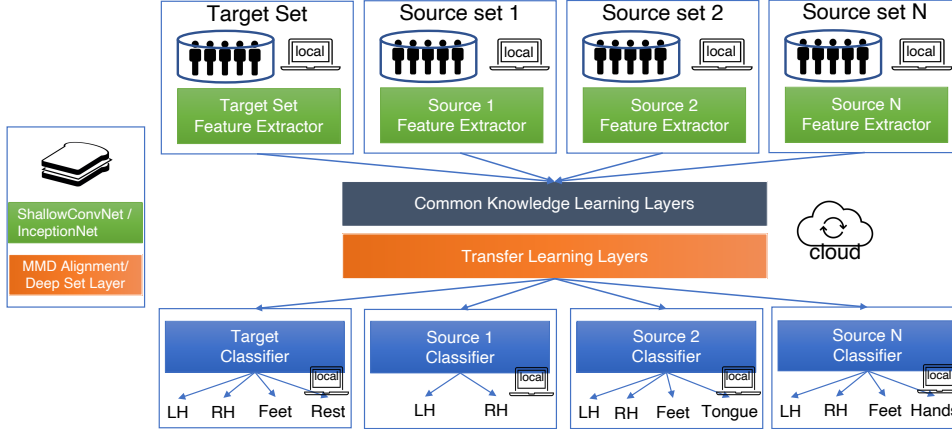 Target Set
Source set 1
Source set 2
Source set N
local
local
local
local
Target Set
Feature Extractor
Source 1
Feature Extractor
Source 2
Feature Extractor
Source N
Feature Extractor
ShallowConvNet /
InceptionNet
MMD Alignment/
Deep Set Layer
Common Knowledge Learning Layers
Transfer Learning Layers
cloud
Target
Classifier
Source 1
Classifier
Source 2
Classifier
Source N
Classifier
local
local
local
local
LH RH Feet Rest
LH RH
LH RH Feet Tongue
LH RH Feet Hands